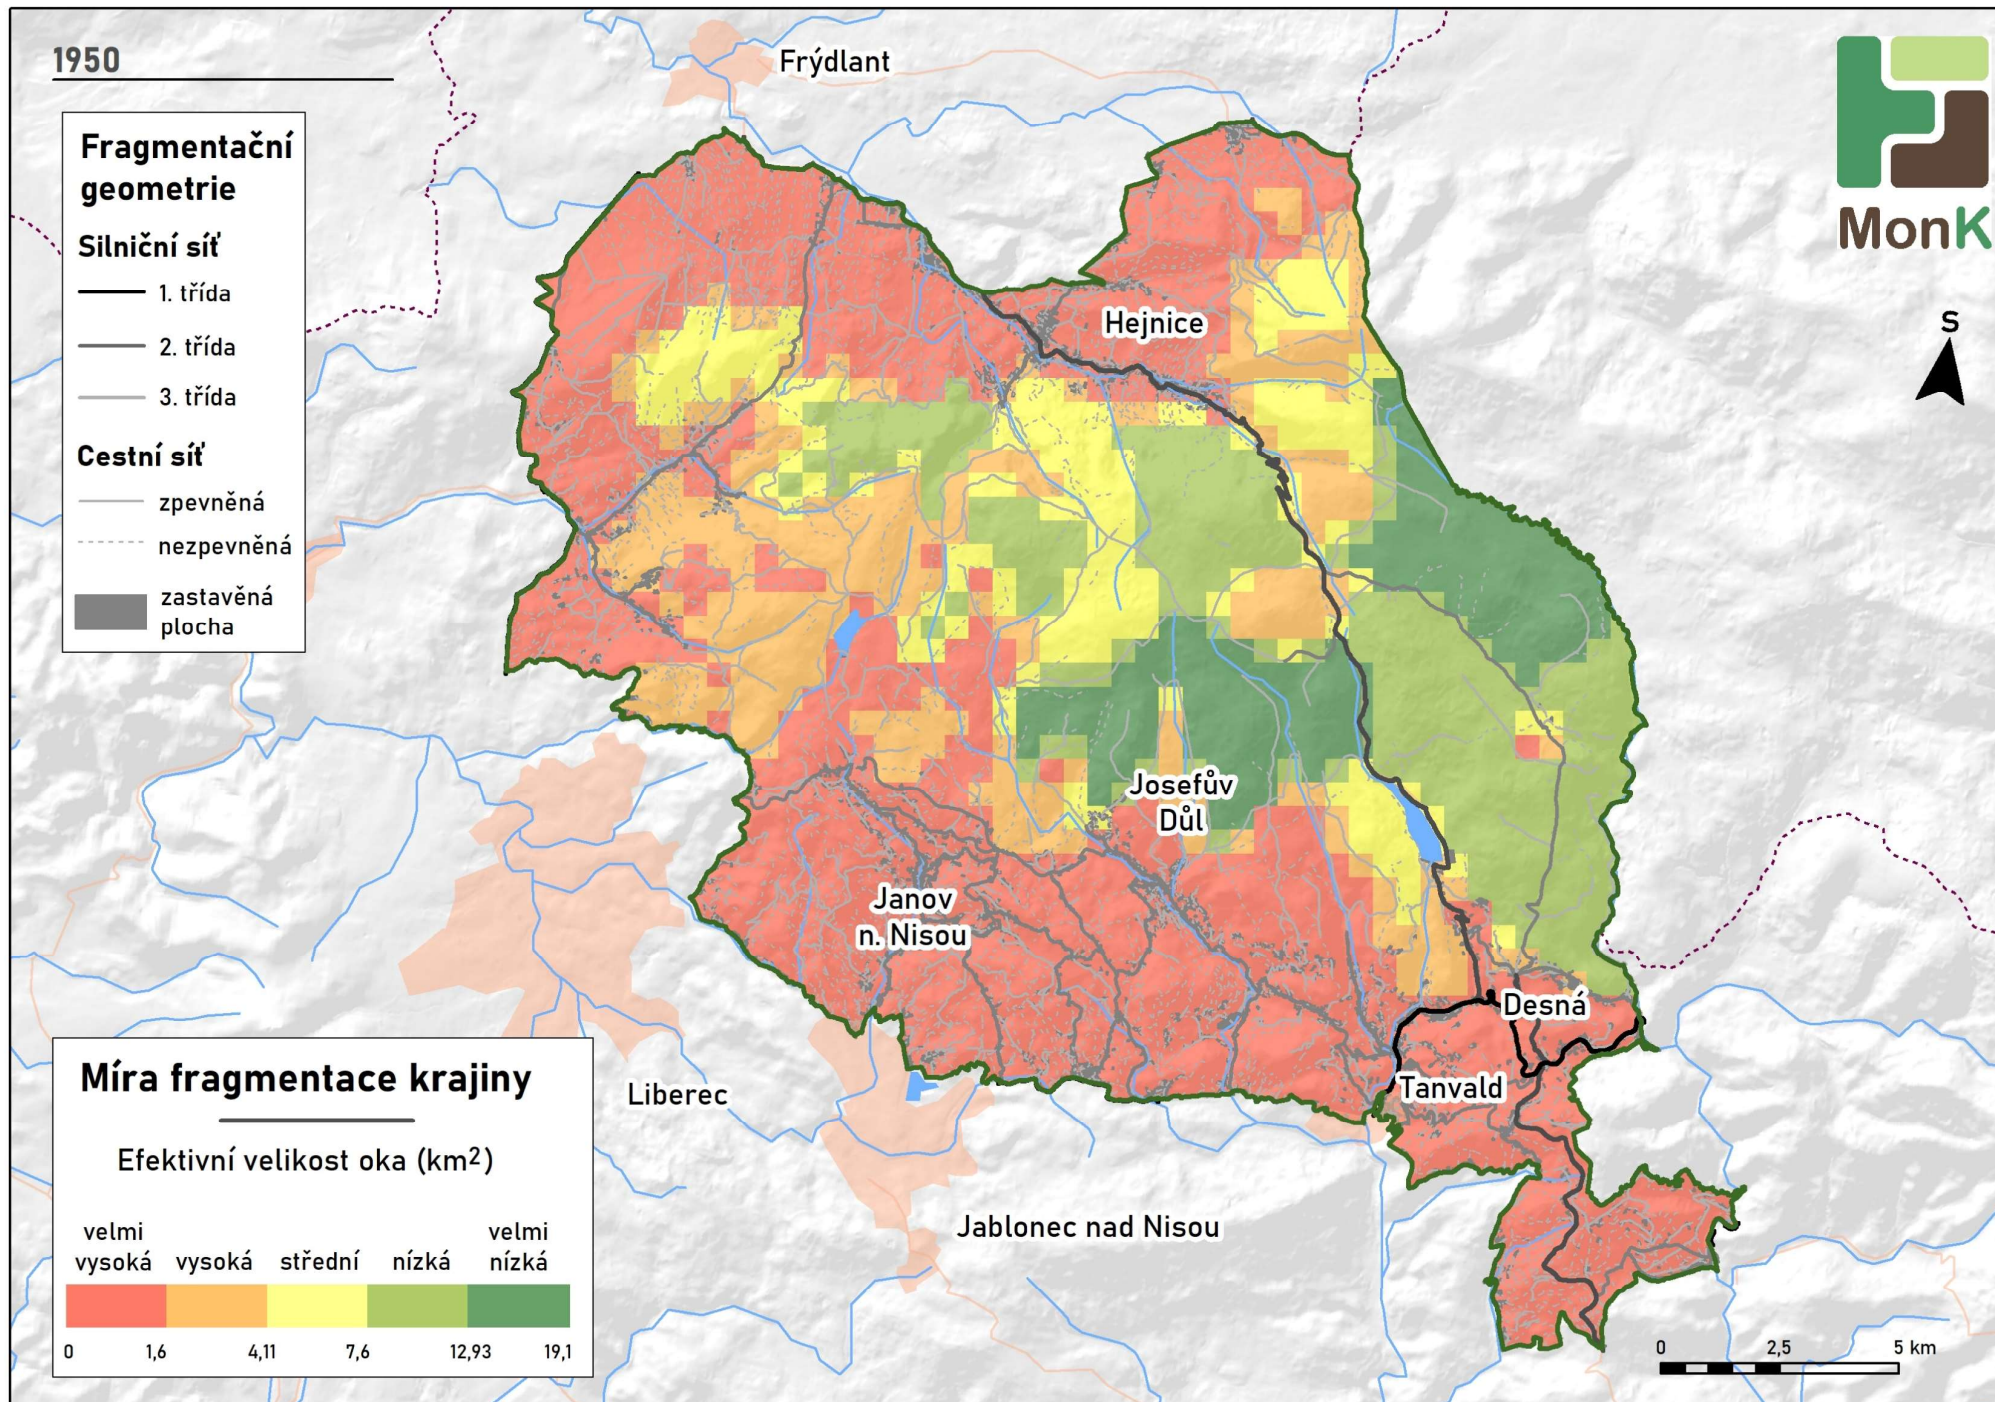 1950
Fragmentační
geometrie
Silniční síť
1. třída
2. třída
3. třída
Cestní síť
zpevněná
nezpevněná
zastavěná
plocha
Frýdlant
Hejnice
Josefův
Důl
Janov
n. Nisou
Desná
Tanvald
Liberec
Jablonec nad Nisou
MonK
S
Míra fragmentace krajiny
Efektivní velikost oka (km²)
velmi
vysoká
vysoká
střední
nízká
velmi
nízká
0 1,6 4,11 7,6 12,93 19,1
0 2,5 5 km